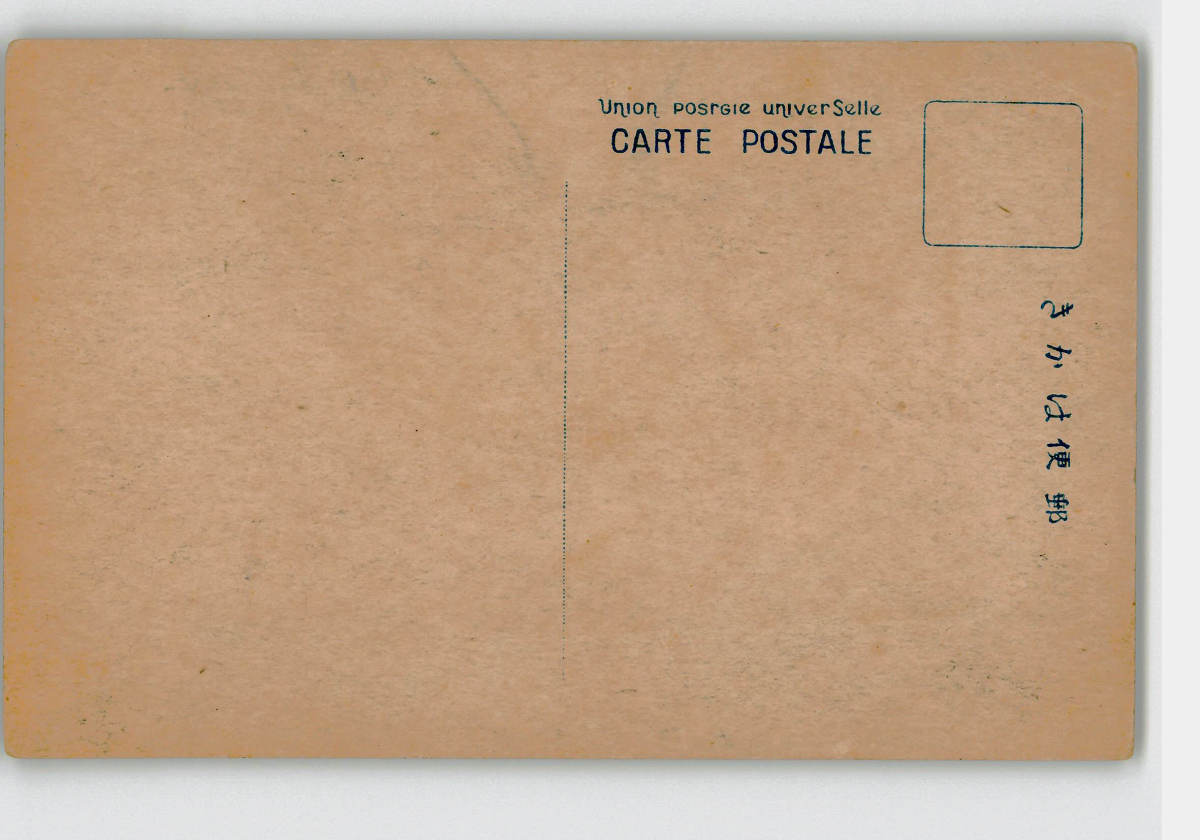 Union posrGie univerSelle
CARTE POSTALE
郵便はかき